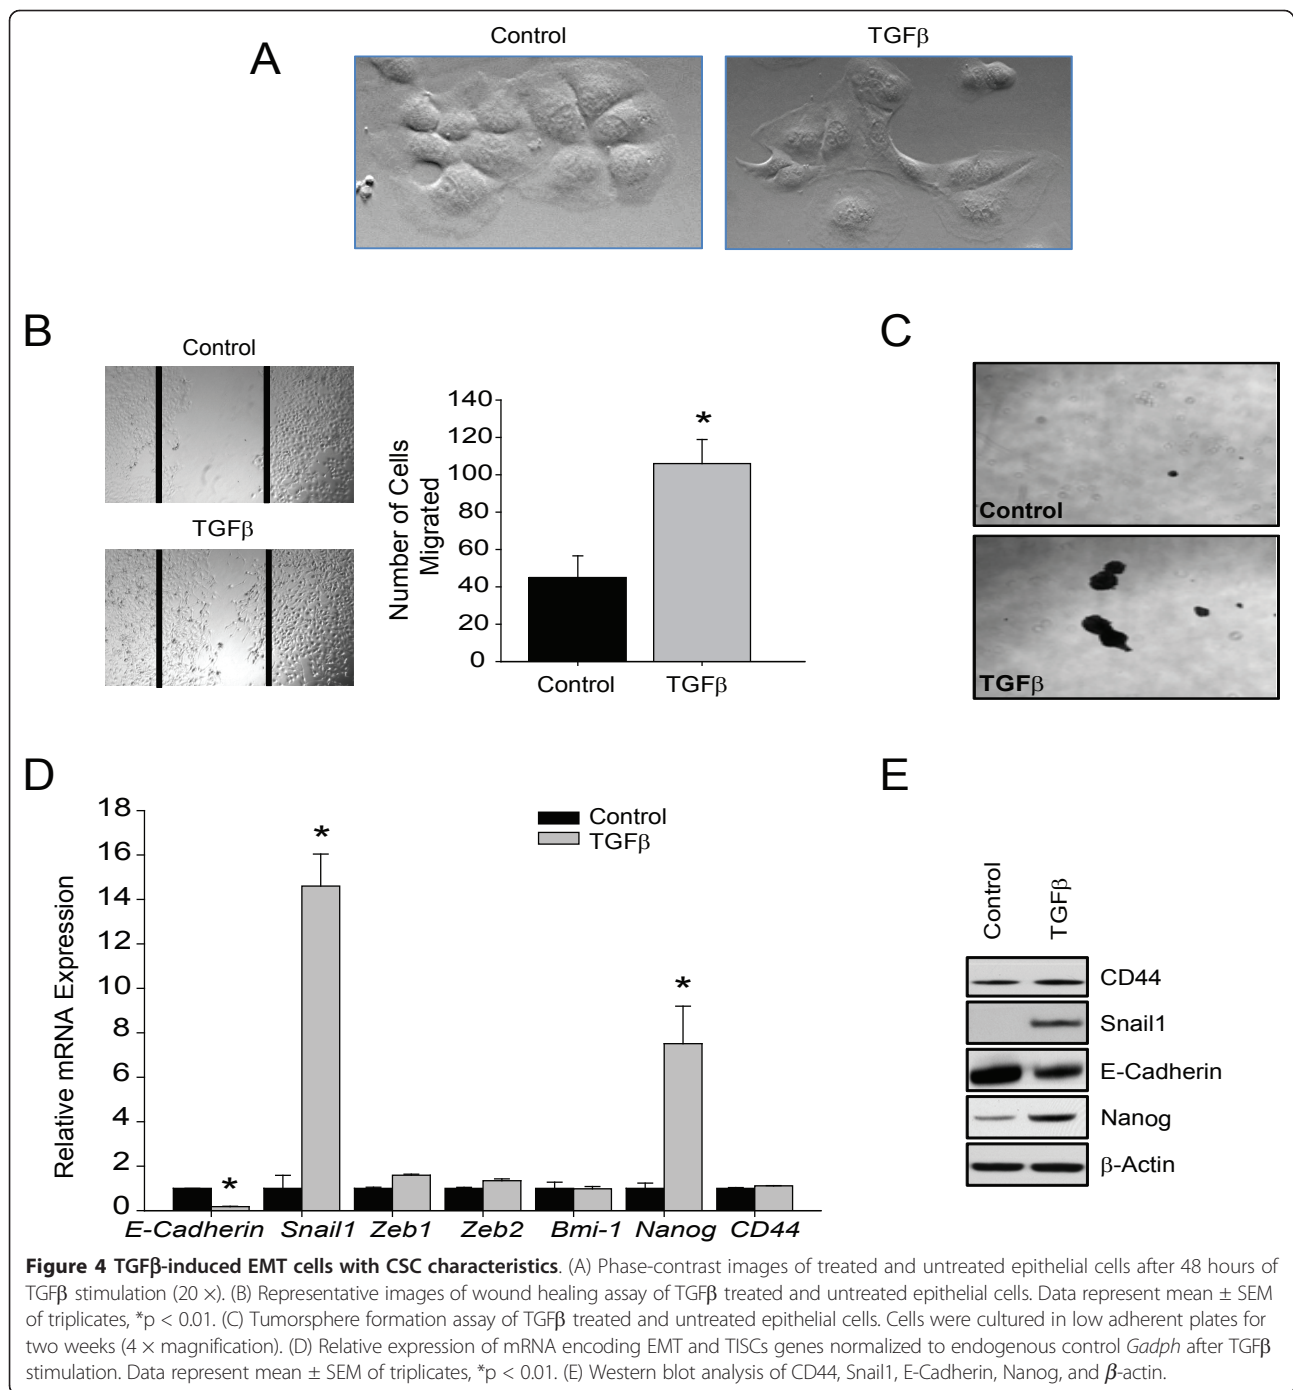 A
Control
TGFβ
B
Control
TGFβ
Number of Cells
Migrated
140
120
100
80
60
40
20
0
*
Control
TGFβ
C
Control
TGFβ
D
Relative mRNA Expression
18
16
14
12
10
8
6
4
2
0
Control
TGFβ
*
*
*
E-Cadherin Snail1 Zeb1 Zeb2 Bmi-1 Nanog CD44
E
Control
TGFβ
CD44
Snail1
E-Cadherin
Nanog
β-Actin
Figure 4 TGFβ-induced EMT cells with CSC characteristics. (A) Phase-contrast images of treated and untreated epithelial cells after 48 hours of
TGFβ stimulation (20 ×). (B) Representative images of wound healing assay of TGFβ treated and untreated epithelial cells. Data represent mean ± SEM
of triplicates, *p < 0.01. (C) Tumorsphere formation assay of TGFβ treated and untreated epithelial cells. Cells were cultured in low adherent plates for
two weeks (4 × magnification). (D) Relative expression of mRNA encoding EMT and TISCs genes normalized to endogenous control Gadph after TGFβ
stimulation. Data represent mean ± SEM of triplicates, *p < 0.01. (E) Western blot analysis of CD44, Snail1, E-Cadherin, Nanog, and β-actin.